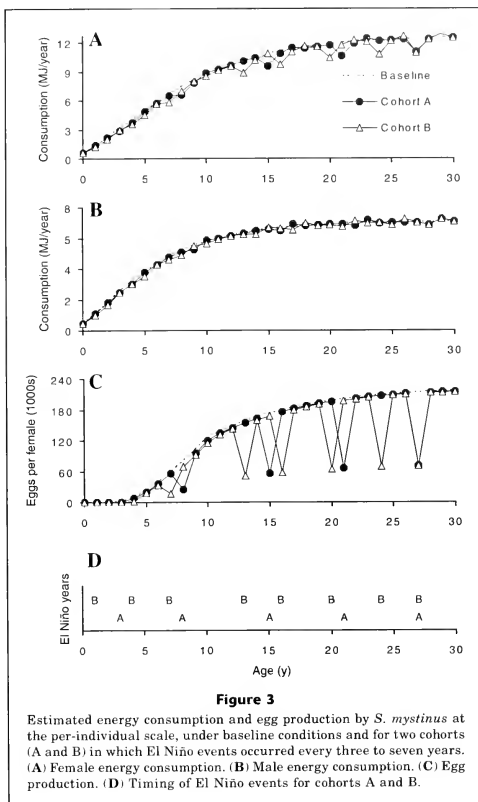 A
Consumption (MJ/year)
12
9
6
3
0
Baseline
Cohort A
Cohort B
0 5 10 15 20 25 30
B
Consumption (MJ/year)
8
6
4
2
0
0 5 10 15 20 25 30
C
Eggs per female (1000s)
240
180
120
60
0
0 5 10 15 20 25 30
D
El Niño years
B B B B B B B B
A A A A A
0 5 10 15 20 25 30
Age (y)
Figure 3
Estimated energy consumption and egg production by S. mystinus at
the per-individual scale, under baseline conditions and for two cohorts
(A and B) in which El Niño events occurred every three to seven years.
(A) Female energy consumption. (B) Male energy consumption. (C) Egg
production. (D) Timing of El Niño events for cohorts A and B.